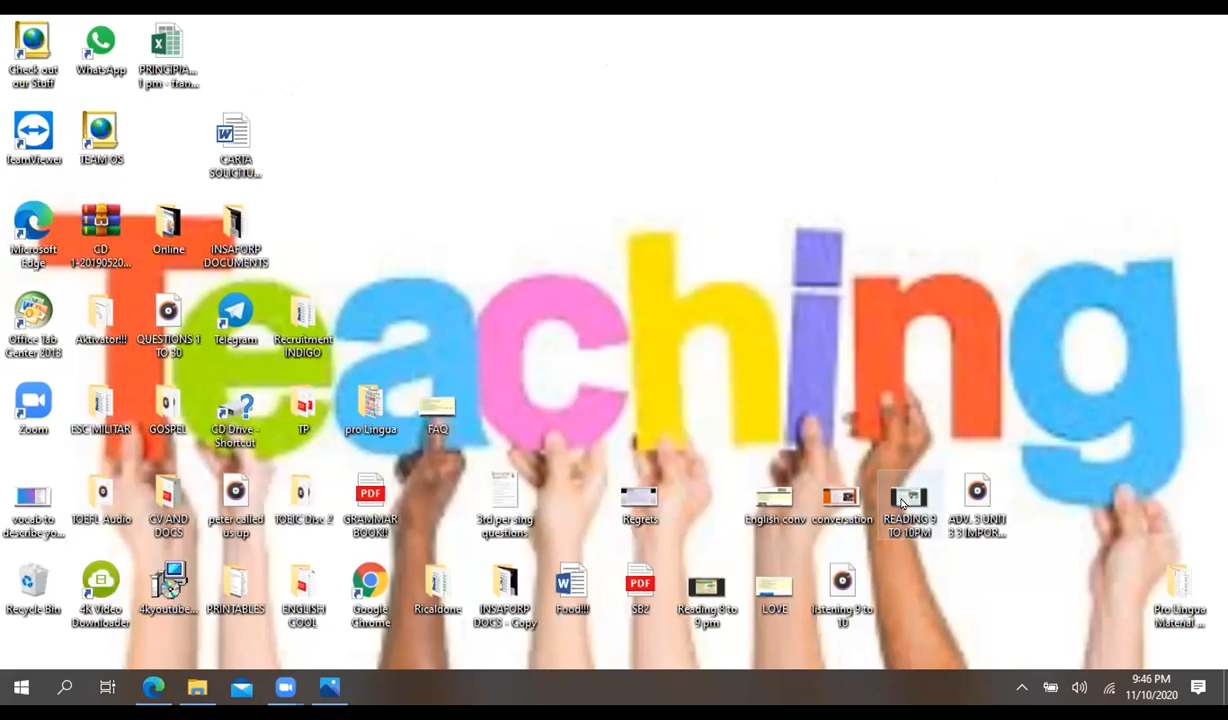 Check out
our Stuff
WhatsApp
PRINCIPIA...
1 pm - fran...
TeamViewer
TEAM OS
CARTA
SOLICITU...
Microsoft
Edge
CD
1-20190520...
Online
INSAFORP
DOCUMENTS
Office Tab
Center 2013
Aktivator!!!
QUESTIONS 1
TO 30
Telegram
Recruitment
INDIGO
Zoom
ESC MILITAR
GOSPEL
CD Drive -
Shortcut
TP
pro Lingua
FAQ
vocab to
describe yo...
TOEFL Audio
CV AND
DOCS
peter called
us up
TOEIC Disc 2
PDF
GRAMMAR
BOOK!!
3rd per sing
questions
Regrets
English conv
conversation
READING 9
TO 10PM
ADV. 3 UNIT
3 3 IMPOR...
Recycle Bin
4K Video
Downloader
4kyoutube...
PRINTABLES
ENGLISH
COOL
Google
Chrome
Ricaldone
INSAFORP
DOCS - Copy
Food!!!
PDF
SB2
Reading 8 to
9 pm
LOVE
listening 9 to
10
Pro Lingua
Material ...
Teaching
9:46 PM
11/10/2020